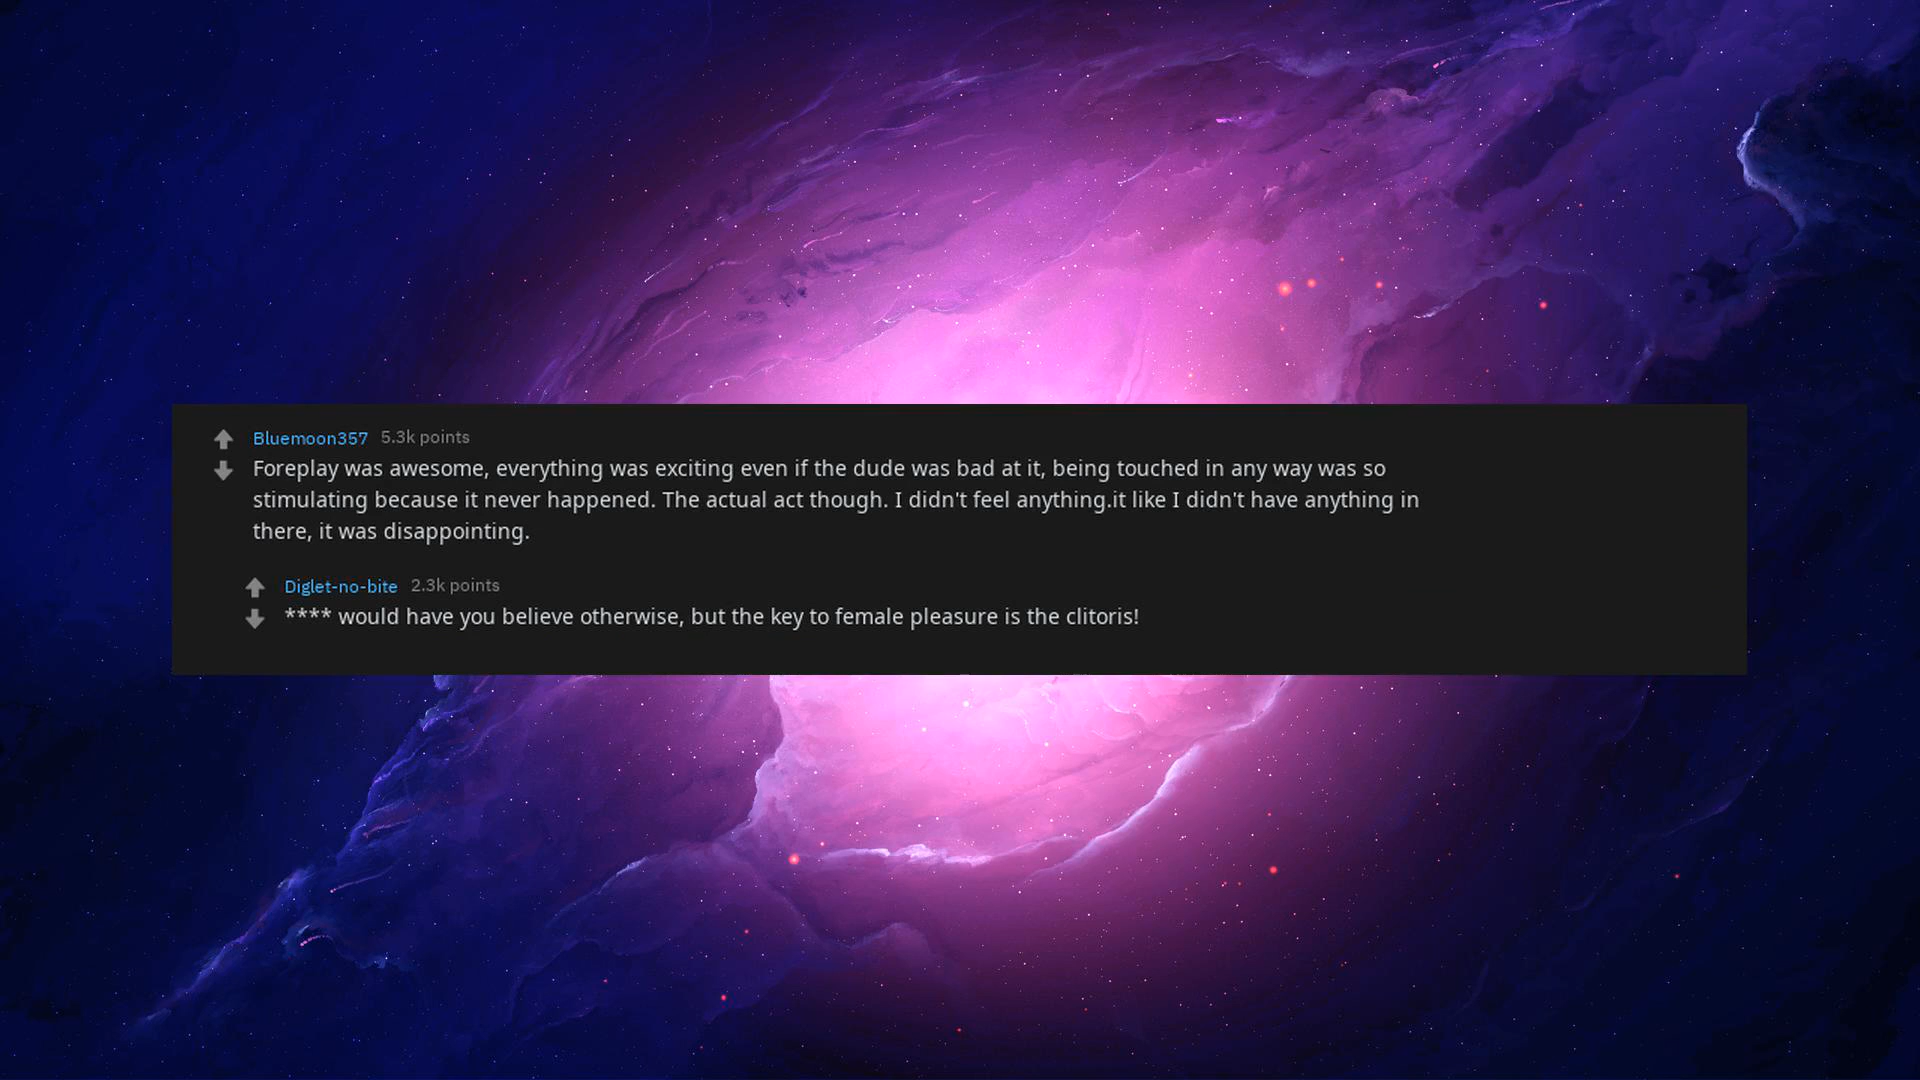 Bluemoon357 5.3k points
Foreplay was awesome, everything was exciting even if the dude was bad at it, being touched in any way was so
stimulating because it never happened. The actual act though. I didn't feel anything.it like I didn't have anything in
there, it was disappointing.
Diglet-no-bite 2.3k points
**** would have you believe otherwise, but the key to female pleasure is the clitoris!